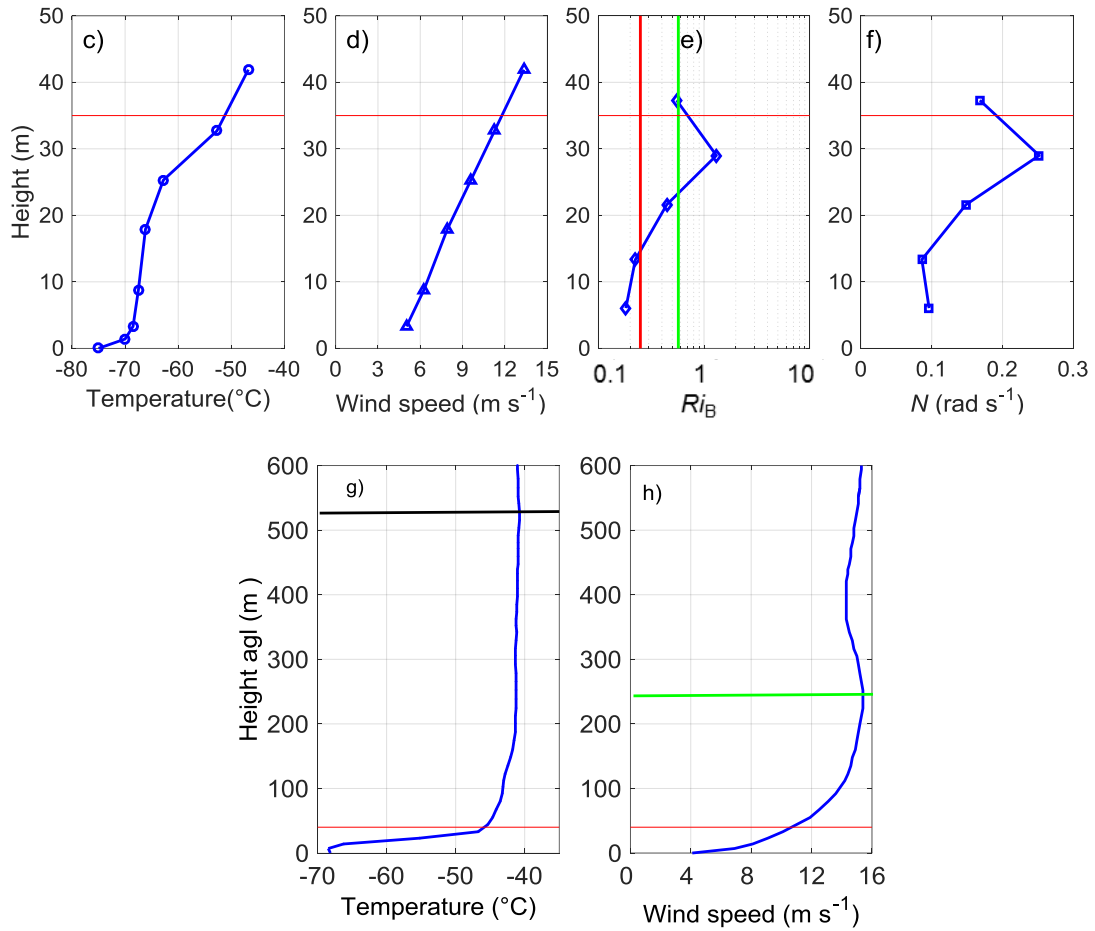 c)
d)
e)
f)
50
40
30
20
10
0
Height (m)
-80 -70 -60 -50 -40
Temperature(°C)
50
40
30
20
10
0
0 3 6 9 12 15
Wind speed (m s-1)
50
40
30
20
10
0
0.1 1 10
RiB
50
40
30
20
10
0
0 0.1 0.2 0.3
N (rad s-1)
g)
h)
600
500
400
300
200
100
0
Height agl (m )
-70 -60 -50 -40
Temperature (°C)
600
500
400
300
200
100
0
0 4 8 12 16
Wind speed (m s-1)